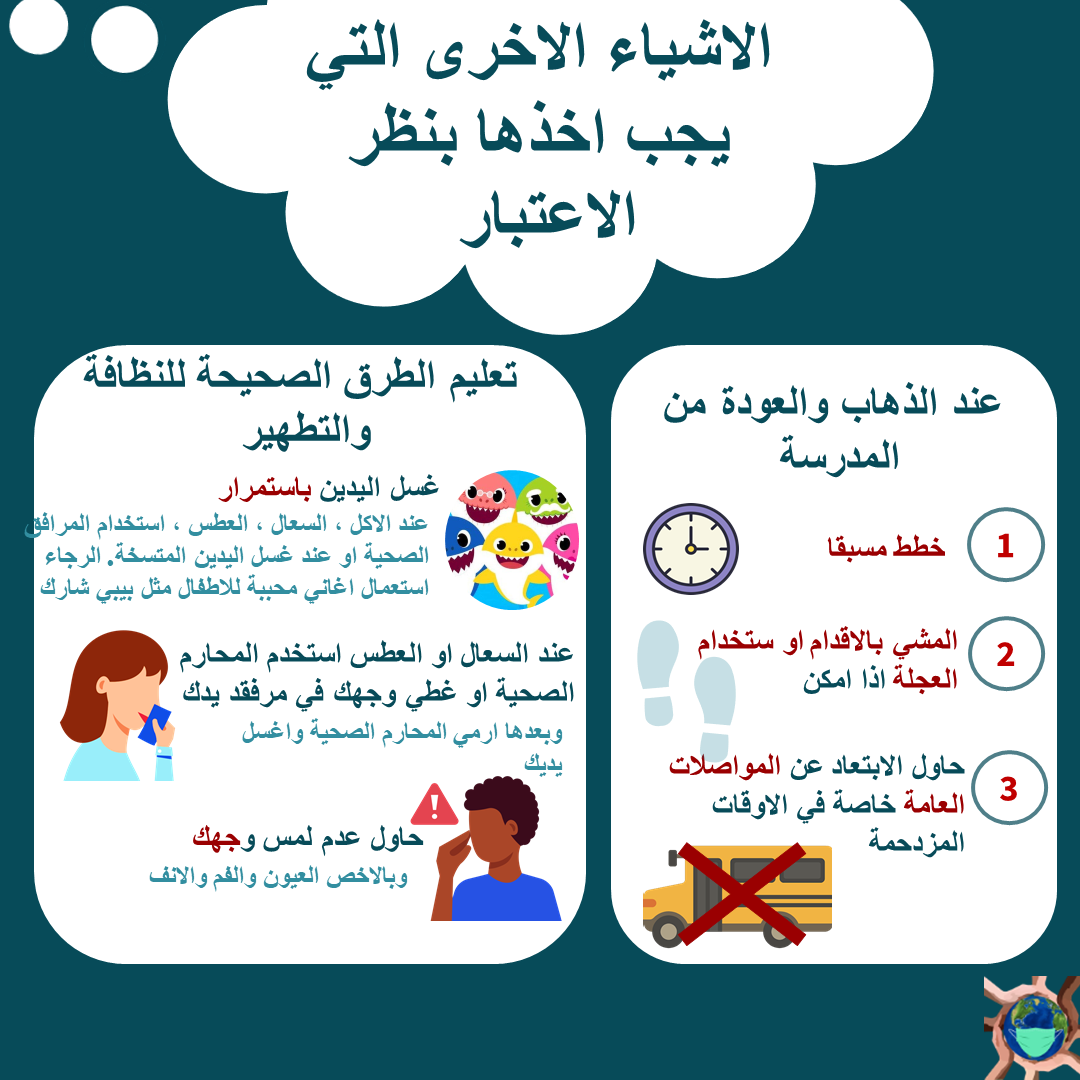 الاشياء الاخرى التي
يجب اخذها بنظر
الاعتبار
عند الذهاب والعودة من
المدرسة
1
خطط مسبقا
2
المشي بالاقدام او ستخدام
العجلة اذا امكن
3
حاول الابتعاد عن المواصلات
العامة خاصة في الاوقات
المزدحمة
تعليم الطرق الصحيحة للنظافة
والتطهير
غسل اليدين باستمرار
عند الاكل ، السعال ، العطس ، استخدام المرافق
الصحية او عند غسل اليدين المتسخة. الرجاء
استعمال اغاني محببة للاطفال مثل بيبي شارك
عند السعال او العطس استخدم المحارم
الصحية او غطي وجهك في مرفقد يدك
وبعدها ارمي المحارم الصحية واغسل
يديك
حاول عدم لمس وجهك
وبالاخص العيون والفم والانف